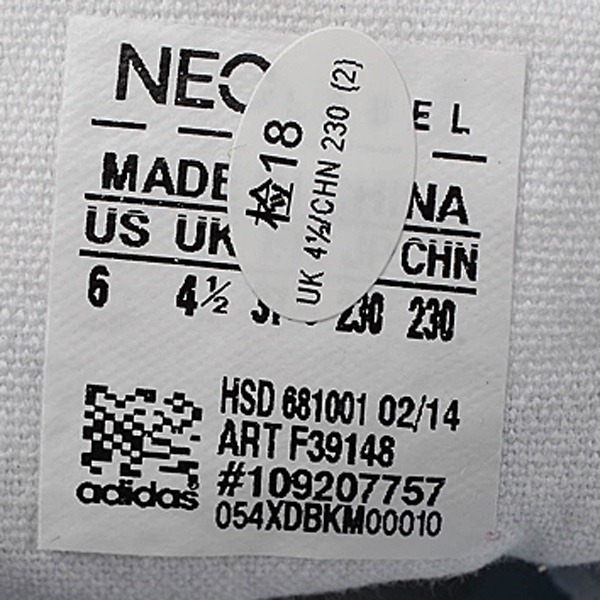 NEO
E L
MADE
NA
US UK CHN
6 4½ 230 230
检18
UK 4½/CHN 230 {2}
HSD 681001 02/14
ART F39148
#109207757
054XDBKM00010
adidas